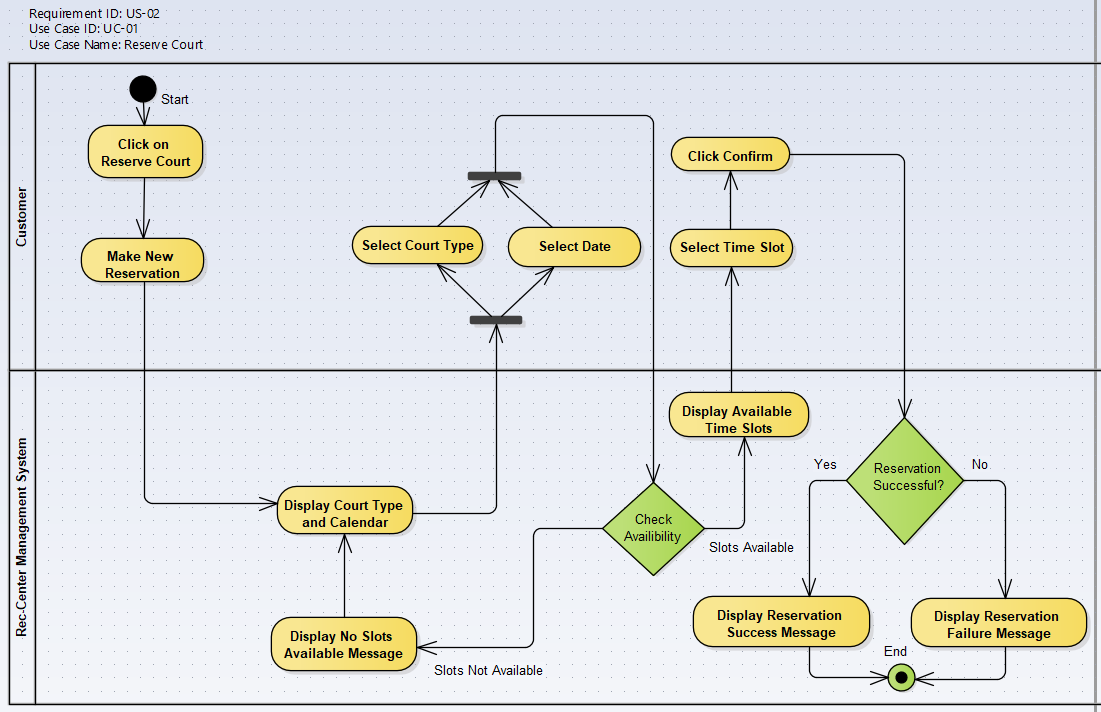 Requirement ID: US-02
Use Case ID: UC-01
Use Case Name: Reserve Court
Customer
Start
Click on
Reserve Court
Make New
Reservation
Select Court Type
Select Date
Click Confirm
Select Time Slot
Rec-Center Management System
Display Court Type
and Calendar
Display No Slots
Available Message
Slots Not Available
Check
Availibility
Slots Available
Display Available
Time Slots
Reservation
Successful?
Yes
No
Display Reservation
Success Message
Display Reservation
Failure Message
End